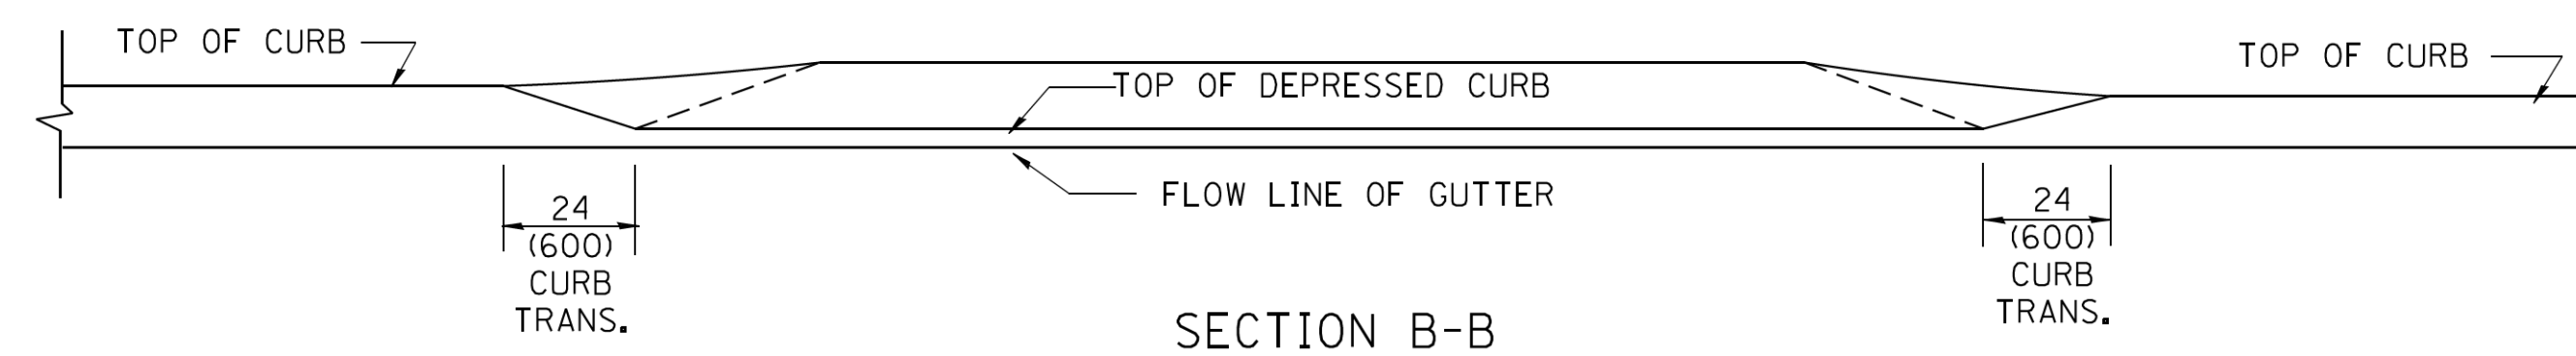 TOP OF CURB
TOP OF CURB
TOP OF DEPRESSED CURB
FLOW LINE OF GUTTER
24
(600)
CURB
TRANS.
24
(600)
CURB
TRANS.
SECTION B-B